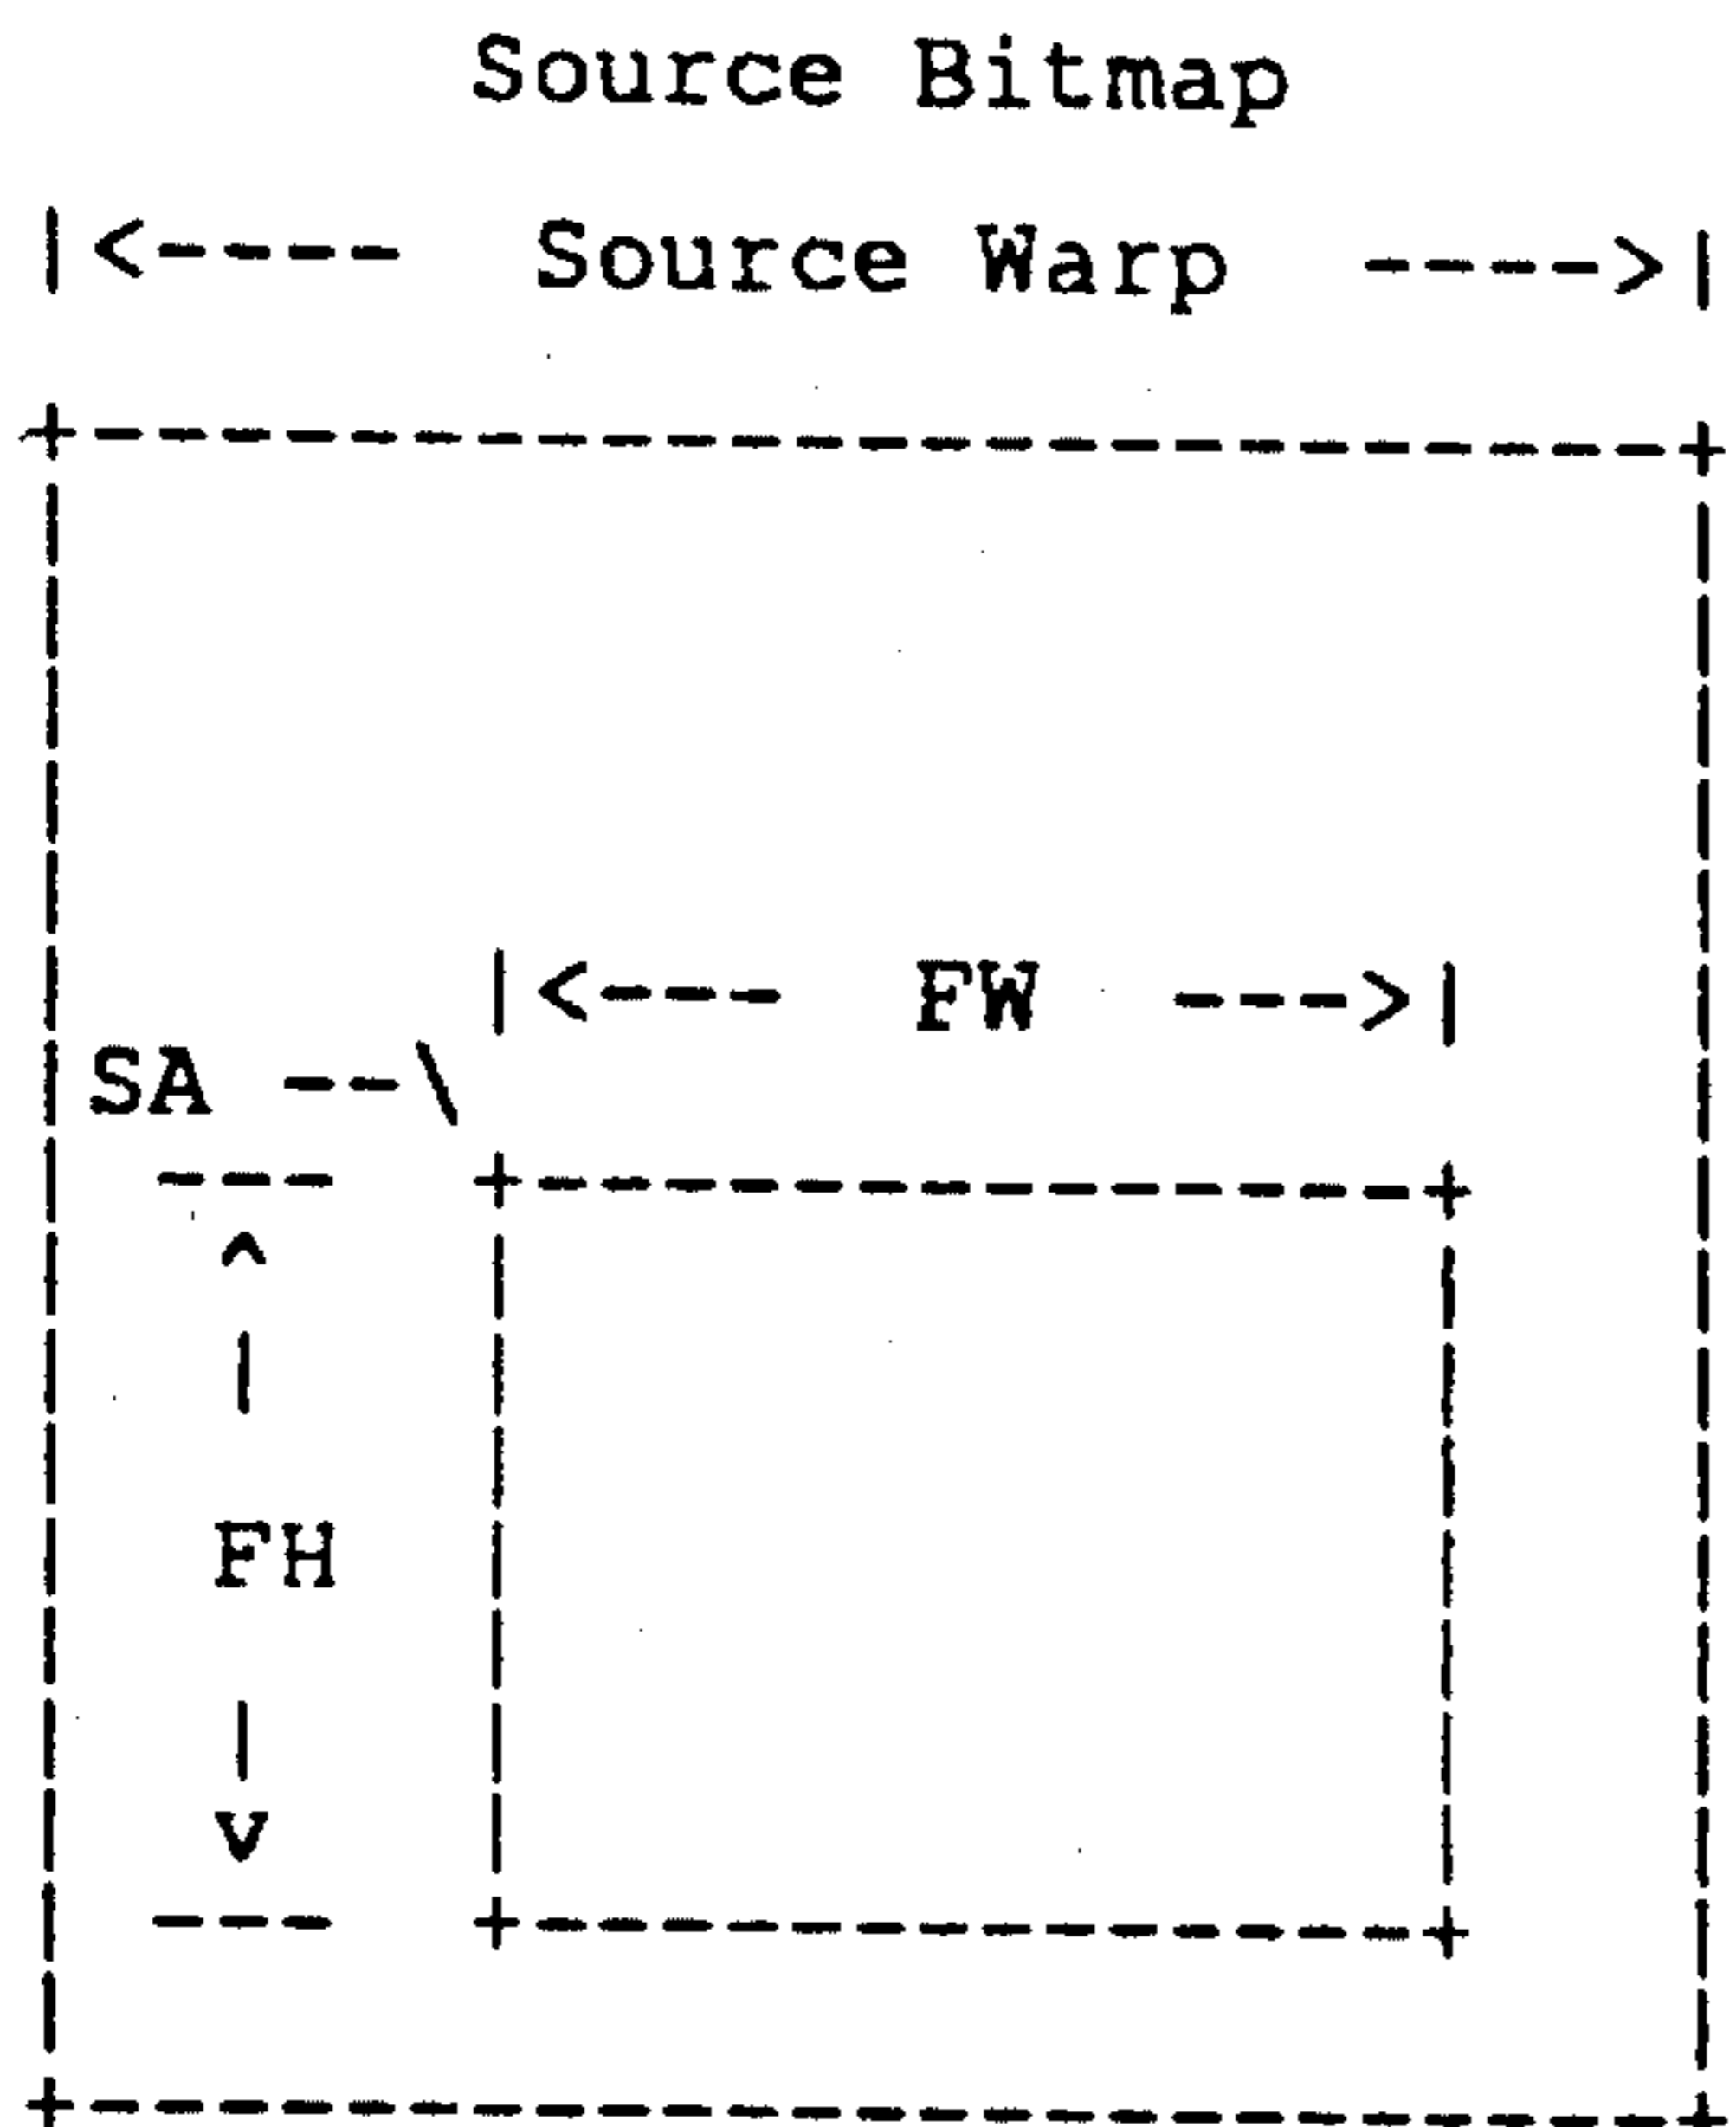 Source Bitmap
|<---- Source Warp ---->|
|<--- FW --->|
SA --\
FH